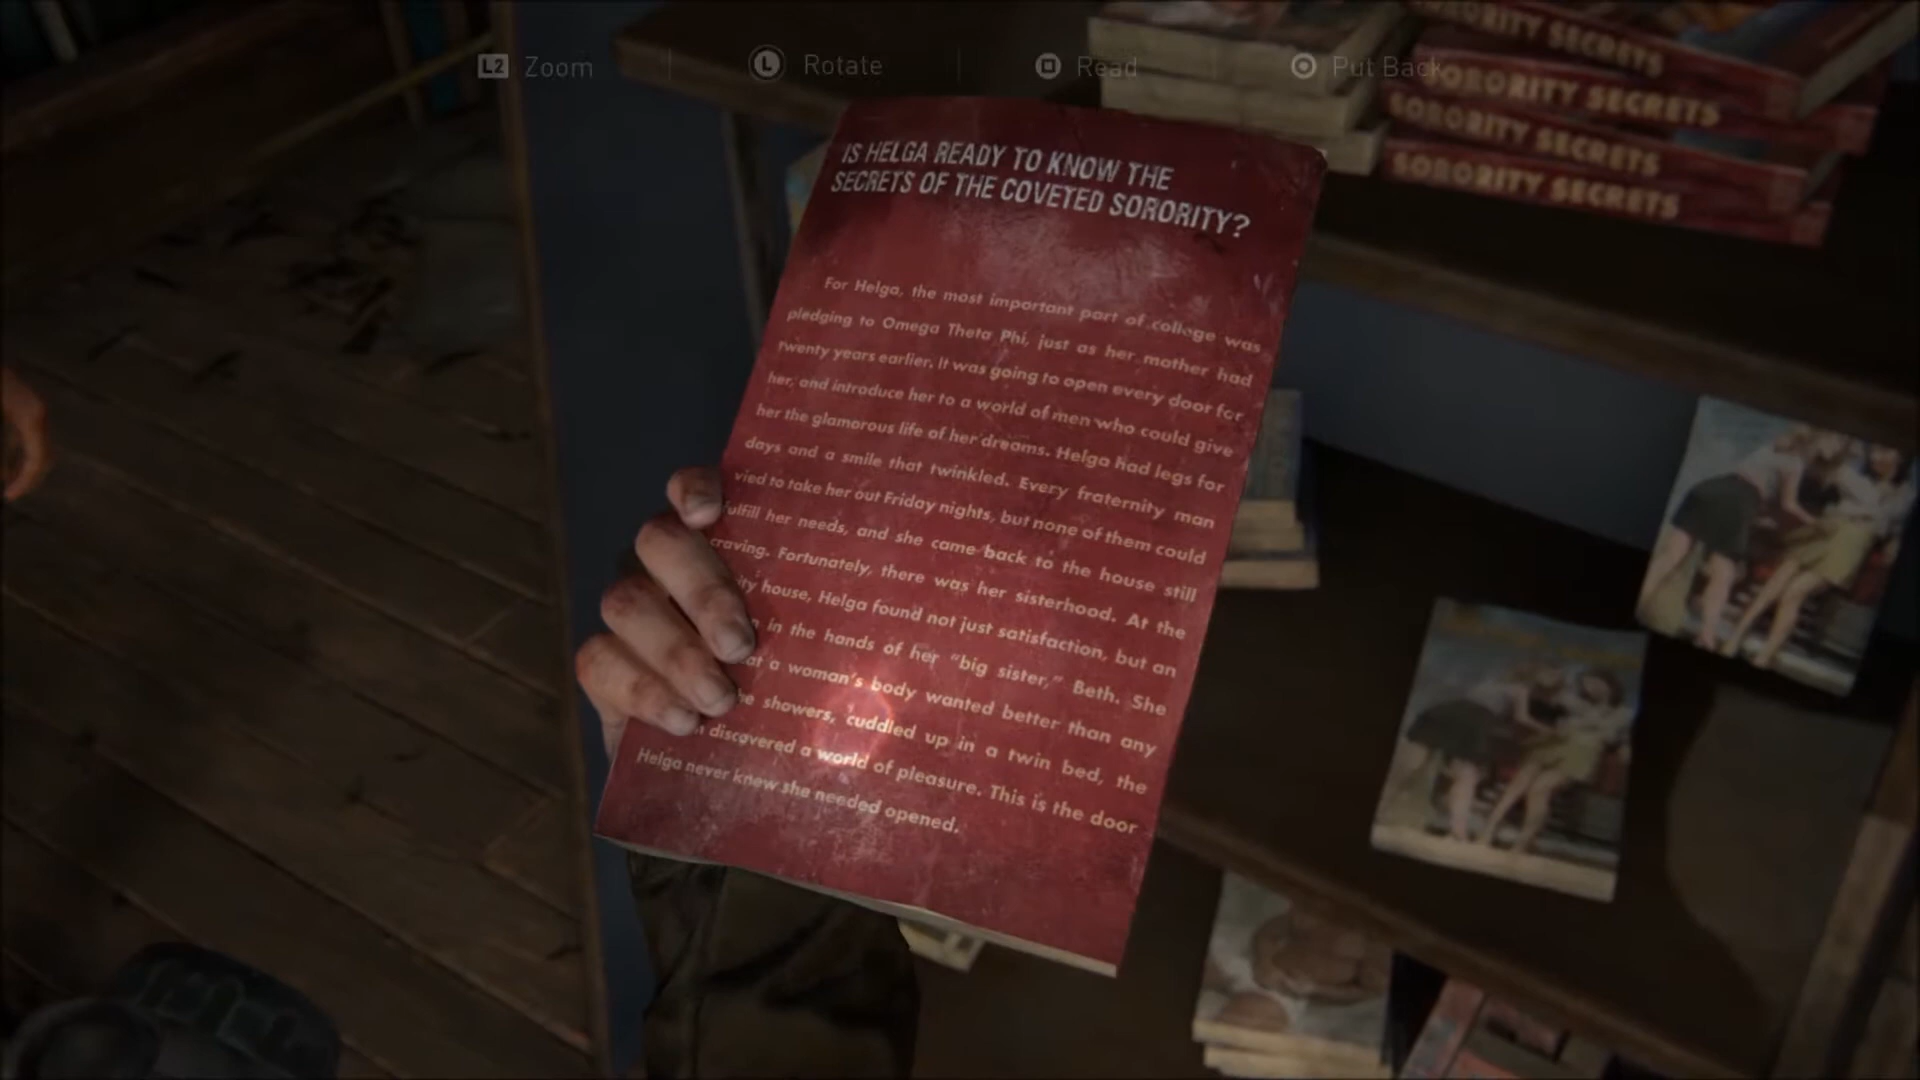 L2 Zoom
L Rotate
Read
Put Back
SORORITY SECRETS
SORORITY SECRETS
SORORITY SECRETS
SORORITY SECRETS
IS HELGA READY TO KNOW THE
SECRETS OF THE COVETED SORORITY?
For Helga, the most important part of college was
pledging to Omega Theta Phi, just as her mother had
twenty years earlier. It was going to open every door for
her, and introduce her to a world of men who could give
her the glamorous life of her dreams. Helga had legs for
days and a smile that twinkled. Every fraternity man
vied to take her out Friday nights, but none of them could
fulfill her needs, and she came back to the house still
craving. Fortunately, there was her sisterhood. At the
ity house, Helga found not just satisfaction, but an
in the hands of her "big sister," Beth. She
at a woman's body wanted better than any
he showers, cuddled up in a twin bed, the
discovered a world of pleasure. This is the door
Helga never knew she needed opened.